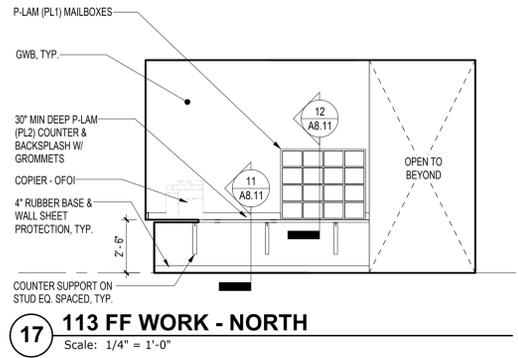 P-LAM (PL1) MAILBOXES
GWB, TYP.
30" MIN DEEP P-LAM
(PL2) COUNTER &
BACKSPLASH W/
GROMMETS
COPIER - OFOI
4" RUBBER BASE &
WALL SHEET
PROTECTION, TYP.
2' - 6"
COUNTER SUPPORT ON
STUD EQ. SPACED, TYP.
12
A8.11
11
A8.11
OPEN TO
BEYOND
17
113 FF WORK - NORTH
Scale: 1/4" = 1'-0"